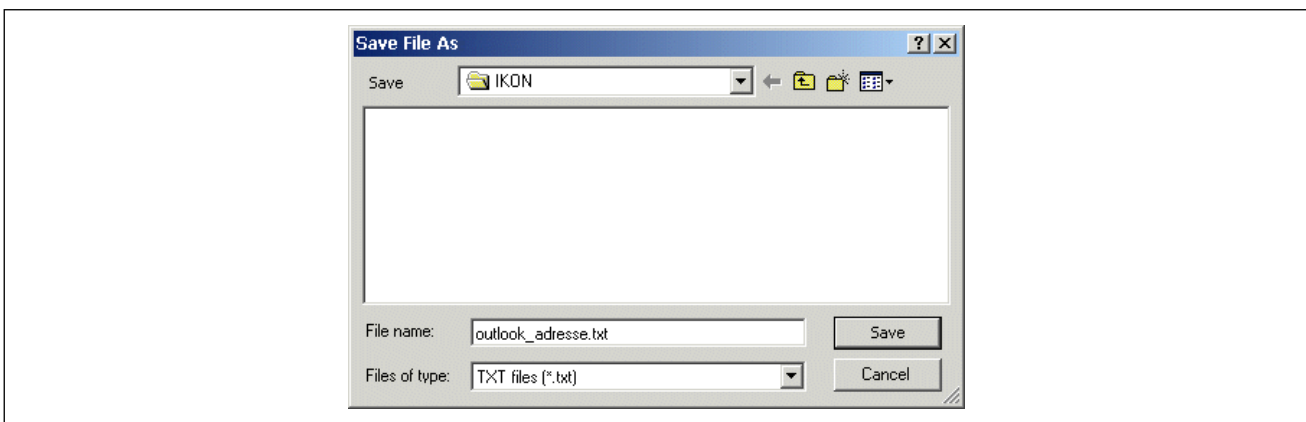 Save File As
Save IKON
File name: outlook_adresse.txt Save
Files of type: TXT files (*.txt) Cancel